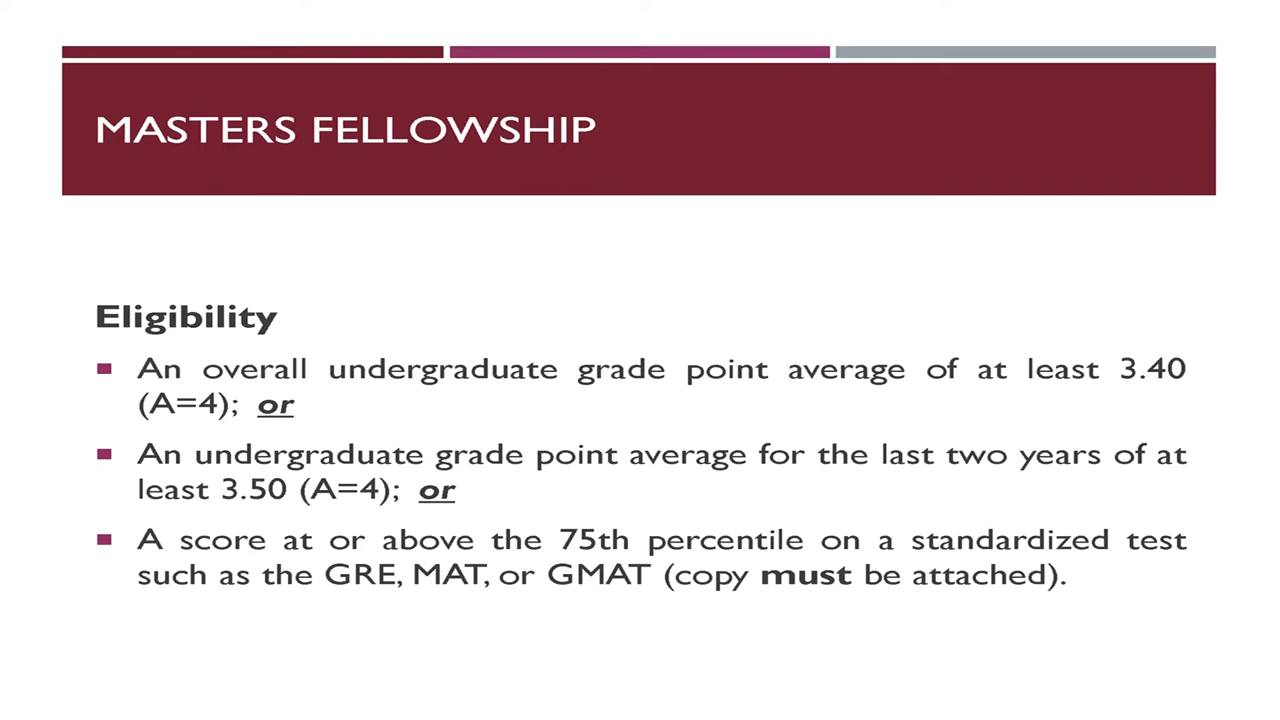 MASTERS FELLOWSHIP
Eligibility
An overall undergraduate grade point average of at least 3.40
(A=4); or
An undergraduate grade point average for the last two years of at
least 3.50 (A=4); or
A score at or above the 75th percentile on a standardized test
such as the GRE, MAT, or GMAT (copy must be attached).